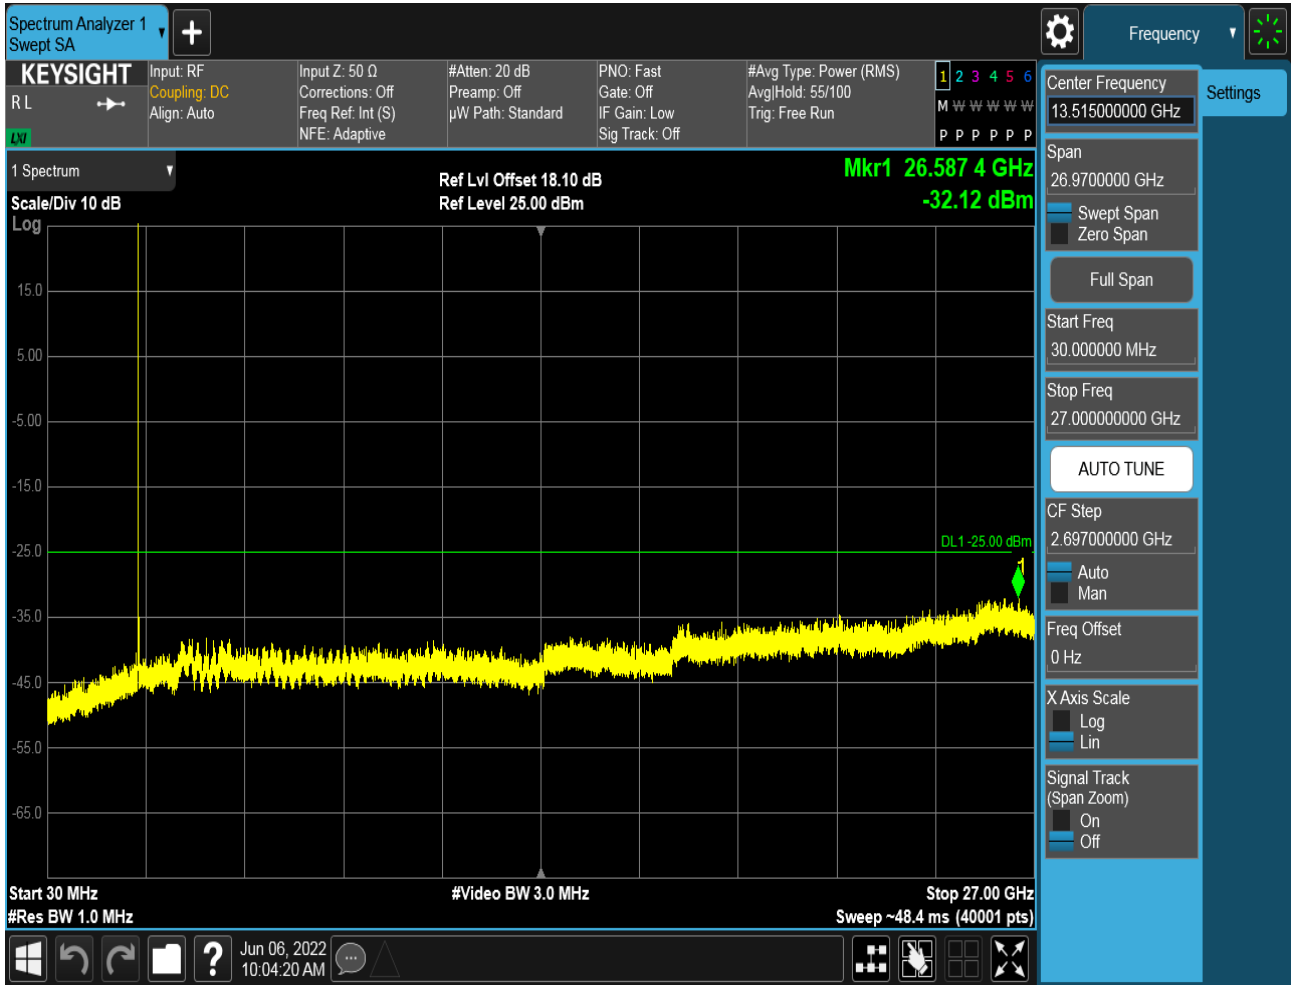 Spectrum Analyzer 1
Swept SA
Frequency
KEYSIGHT
R L
LXI
Input: RF
Coupling: DC
Align: Auto
Input Z: 50 Ω
Corrections: Off
Freq Ref: Int (S)
NFE: Adaptive
#Atten: 20 dB
Preamp: Off
µW Path: Standard
PNO: Fast
Gate: Off
IF Gain: Low
Sig Track: Off
#Avg Type: Power (RMS)
Avg|Hold: 55/100
Trig: Free Run
1 2 3 4 5 6
M W W W W W
P P P P P P
Center Frequency
13.515000000 GHz
Settings
Span
26.9700000 GHz
Swept Span
Zero Span
Full Span
Start Freq
30.000000 MHz
Stop Freq
27.000000000 GHz
AUTO TUNE
CF Step
2.697000000 GHz
Auto
Man
Freq Offset
0 Hz
X Axis Scale
Log
Lin
Signal Track
(Span Zoom)
On
Off
1 Spectrum
Scale/Div 10 dB
Log
Ref Lvl Offset 18.10 dB
Ref Level 25.00 dBm
Mkr1 26.587 4 GHz
-32.12 dBm
15.0
5.00
-5.00
-15.0
-25.0
DL1 -25.00 dBm
1
-35.0
-45.0
-55.0
-65.0
Start 30 MHz
#Video BW 3.0 MHz
Stop 27.00 GHz
#Res BW 1.0 MHz
Sweep ~48.4 ms (40001 pts)
?
Jun 06, 2022
10:04:20 AM